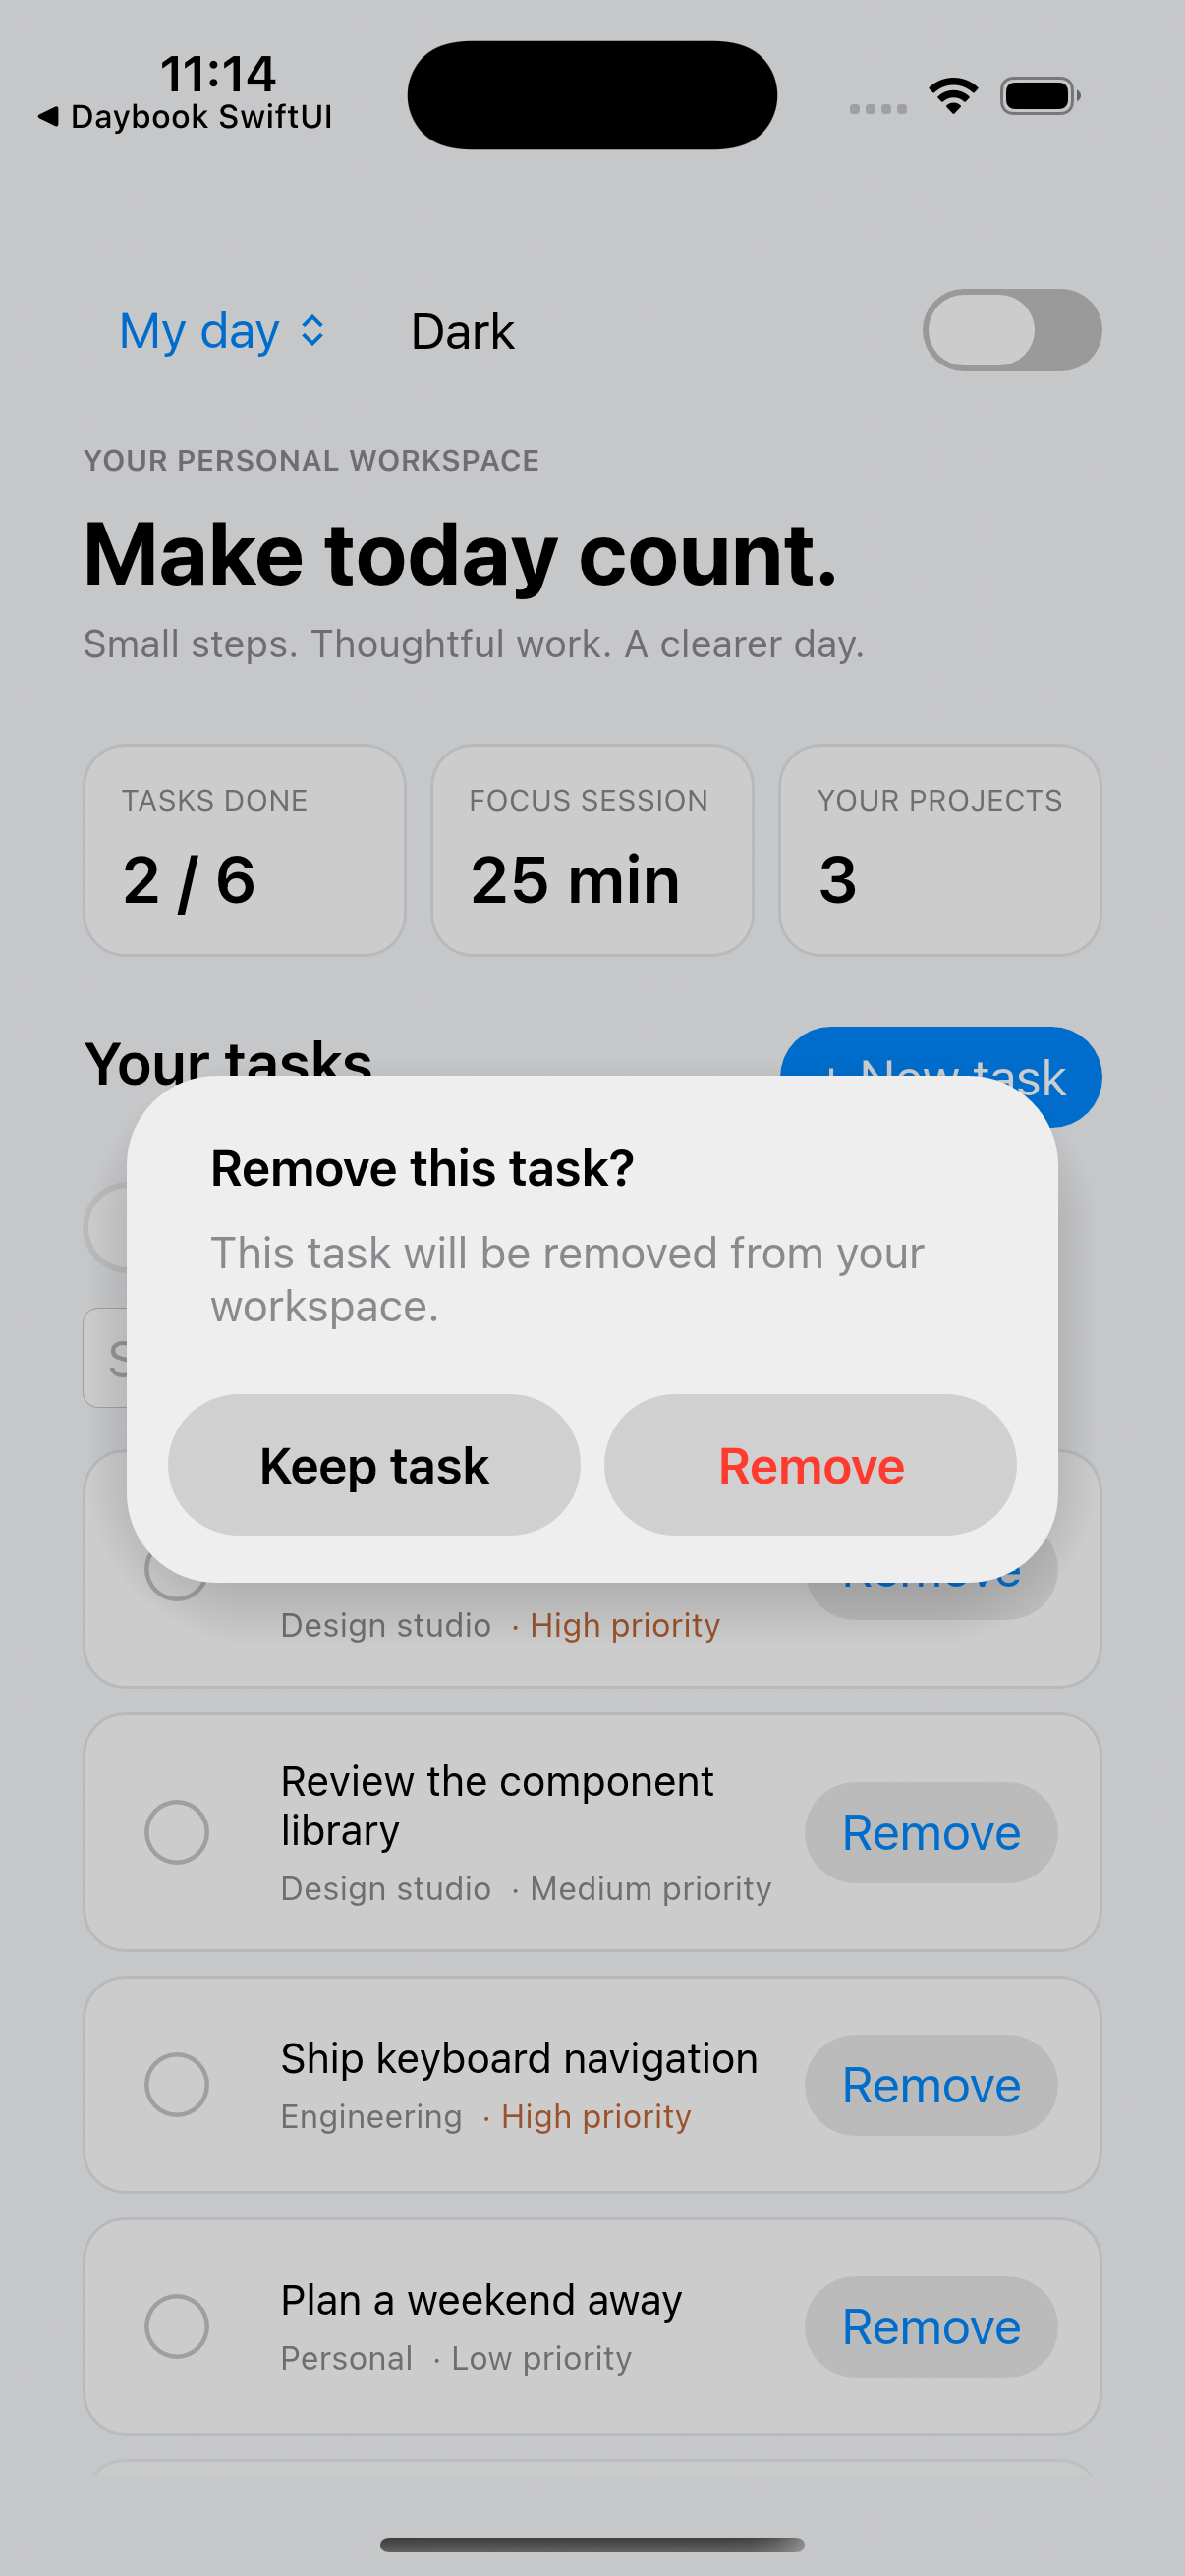 11:14
◀ Daybook SwiftUI
My day
Dark
YOUR PERSONAL WORKSPACE
Make today count.
Small steps. Thoughtful work. A clearer day.
TASKS DONE
2 / 6
FOCUS SESSION
25 min
YOUR PROJECTS
3
Your tasks
+ New task
Remove this task?
This task will be removed from your
workspace.
Keep task
Remove
Remove
Design studio · High priority
Review the component
library
Design studio · Medium priority
Remove
Ship keyboard navigation
Engineering · High priority
Remove
Plan a weekend away
Personal · Low priority
Remove